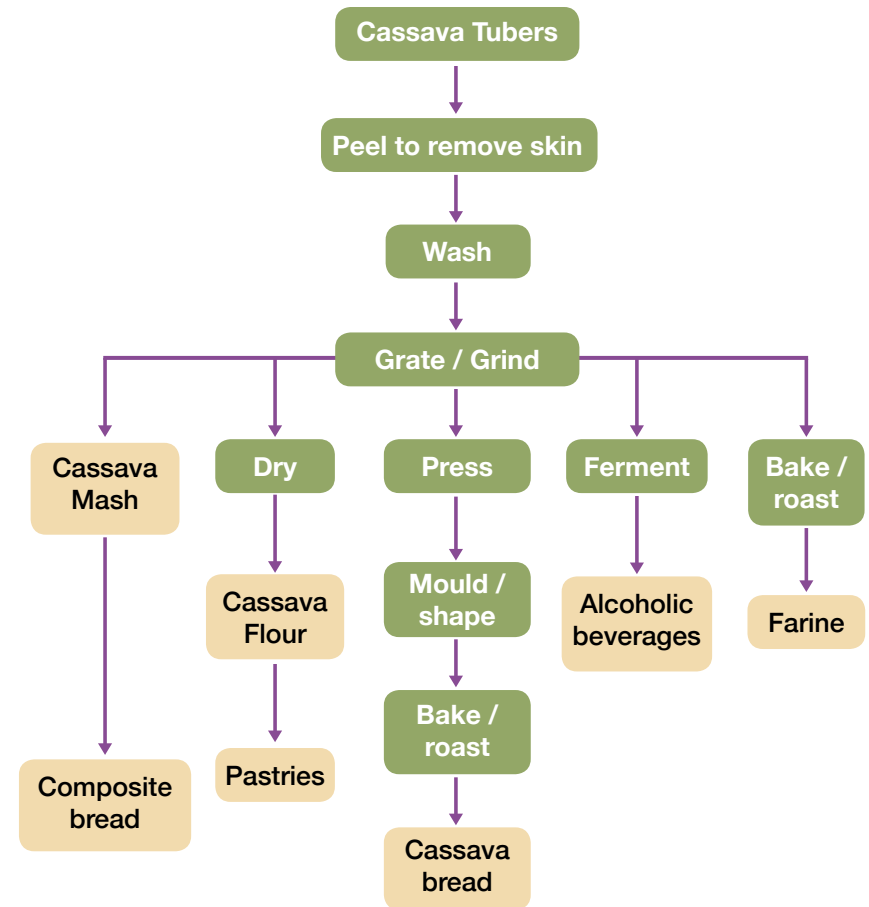 Cassava Tubers
Peel to remove skin
Wash
Grate / Grind
Cassava
Mash
Dry
Press
Ferment
Bake /
roast
Cassava
Flour
Mould /
shape
Alcoholic
beverages
Farine
Composite
bread
Pastries
Bake /
roast
Cassava
bread